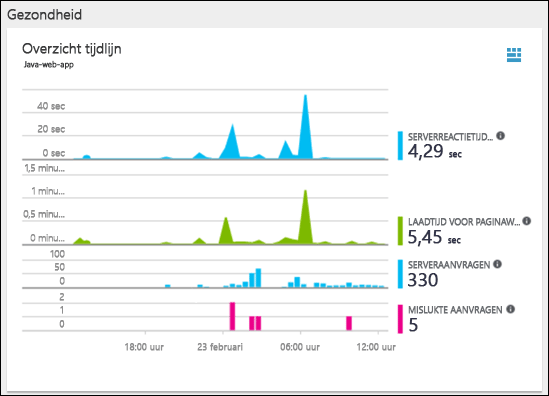 Gezondheid
Overzicht tijdlijn
Java-web-app
40 sec
20 sec
0 sec
SERVERREACTIETIJD...
4,29 sec
1,5 minu...
1 minu...
0,5 minu...
0 minu...
LAADTIJD VOOR PAGINAW...
5,45 sec
100
50
0
SERVERAANVRAGEN
330
2
1
0
MISLUKTE AANVRAGEN
5
18:00 uur 23 februari 06:00 uur 12:00 uur